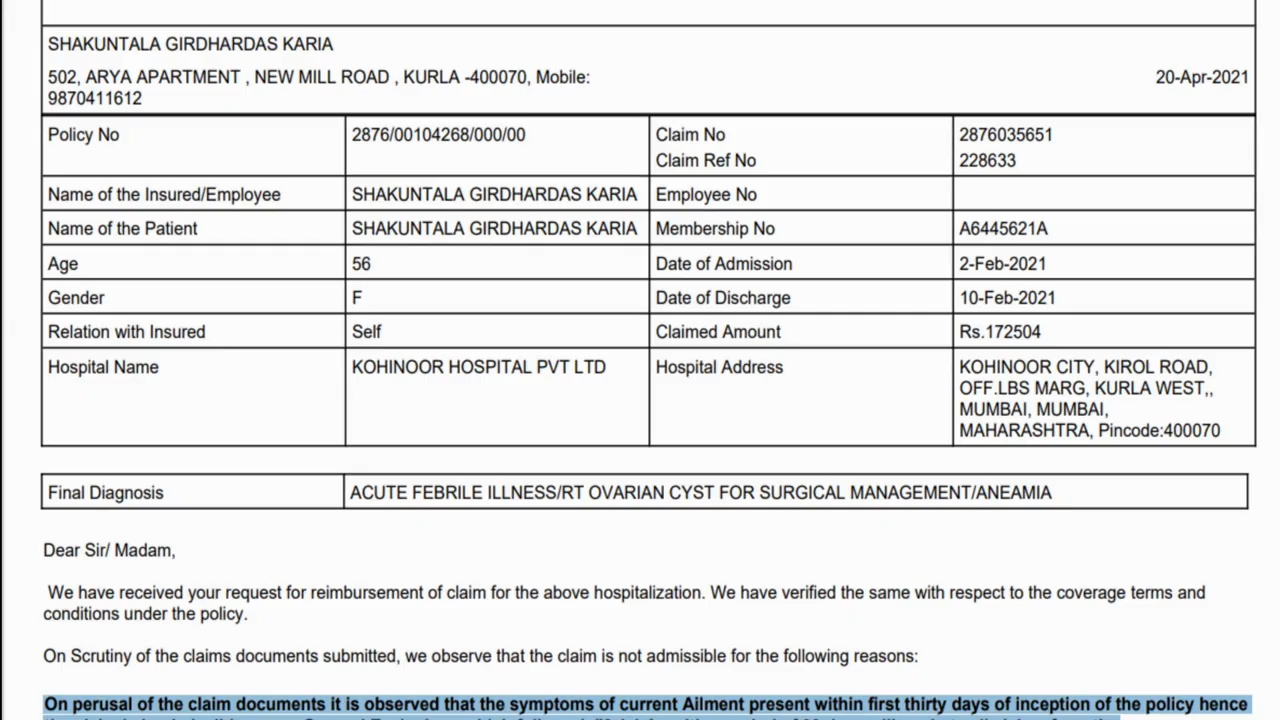 SHAKUNTALA GIRDHARDAS KARIA
502, ARYA APARTMENT , NEW MILL ROAD , KURLA -400070, Mobile:
9870411612
20-Apr-2021
Policy No 2876/00104268/000/00 Claim No 2876035651
Claim Ref No 228633
Name of the Insured/Employee SHAKUNTALA GIRDHARDAS KARIA Employee No
Name of the Patient SHAKUNTALA GIRDHARDAS KARIA Membership No A6445621A
Age 56 Date of Admission 2-Feb-2021
Gender F Date of Discharge 10-Feb-2021
Relation with Insured Self Claimed Amount Rs.172504
Hospital Name KOHINOOR HOSPITAL PVT LTD Hospital Address KOHINOOR CITY, KIROL ROAD,
OFF.LBS MARG, KURLA WEST,,
MUMBAI, MUMBAI,
MAHARASHTRA, Pincode:400070
Final Diagnosis ACUTE FEBRILE ILLNESS/RT OVARIAN CYST FOR SURGICAL MANAGEMENT/ANEAMIA
Dear Sir/ Madam,
We have received your request for reimbursement of claim for the above hospitalization. We have verified the same with respect to the coverage terms and
conditions under the policy.
On Scrutiny of the claims documents submitted, we observe that the claim is not admissible for the following reasons:
On perusal of the claim documents it is observed that the symptoms of current Ailment present within first thirty days of inception of the policy hence